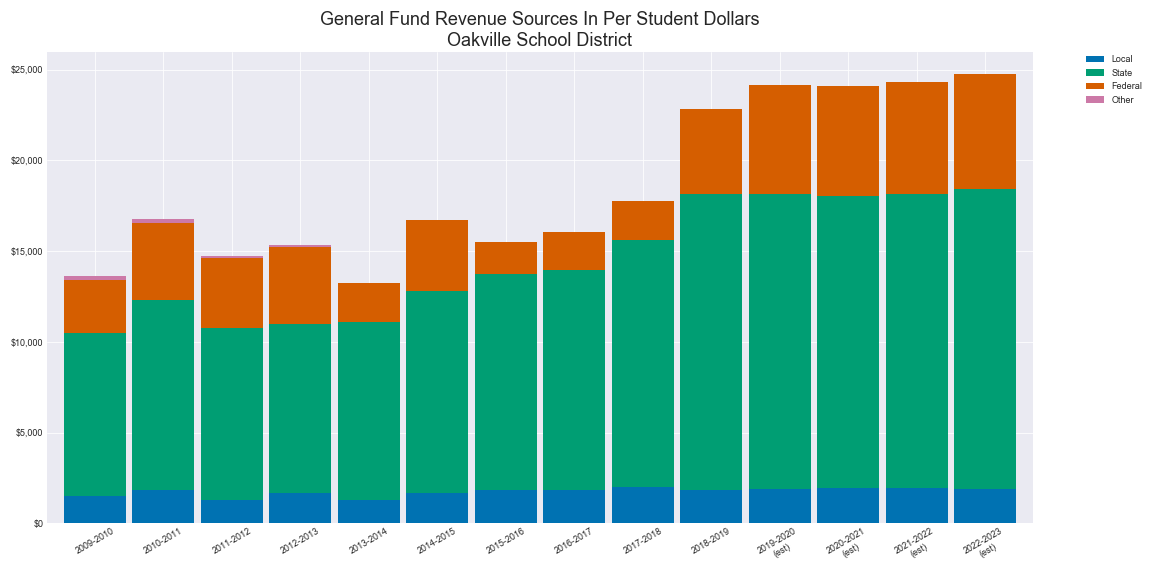 General Fund Revenue Sources In Per Student Dollars
Oakville School District
Local
State
Federal
Other
$25,000
$20,000
$15,000
$10,000
$5,000
$0
2009-2010
2010-2011
2011-2012
2012-2013
2013-2014
2014-2015
2015-2016
2016-2017
2017-2018
2018-2019
2019-2020
(est)
2020-2021
(est)
2021-2022
(est)
2022-2023
(est)